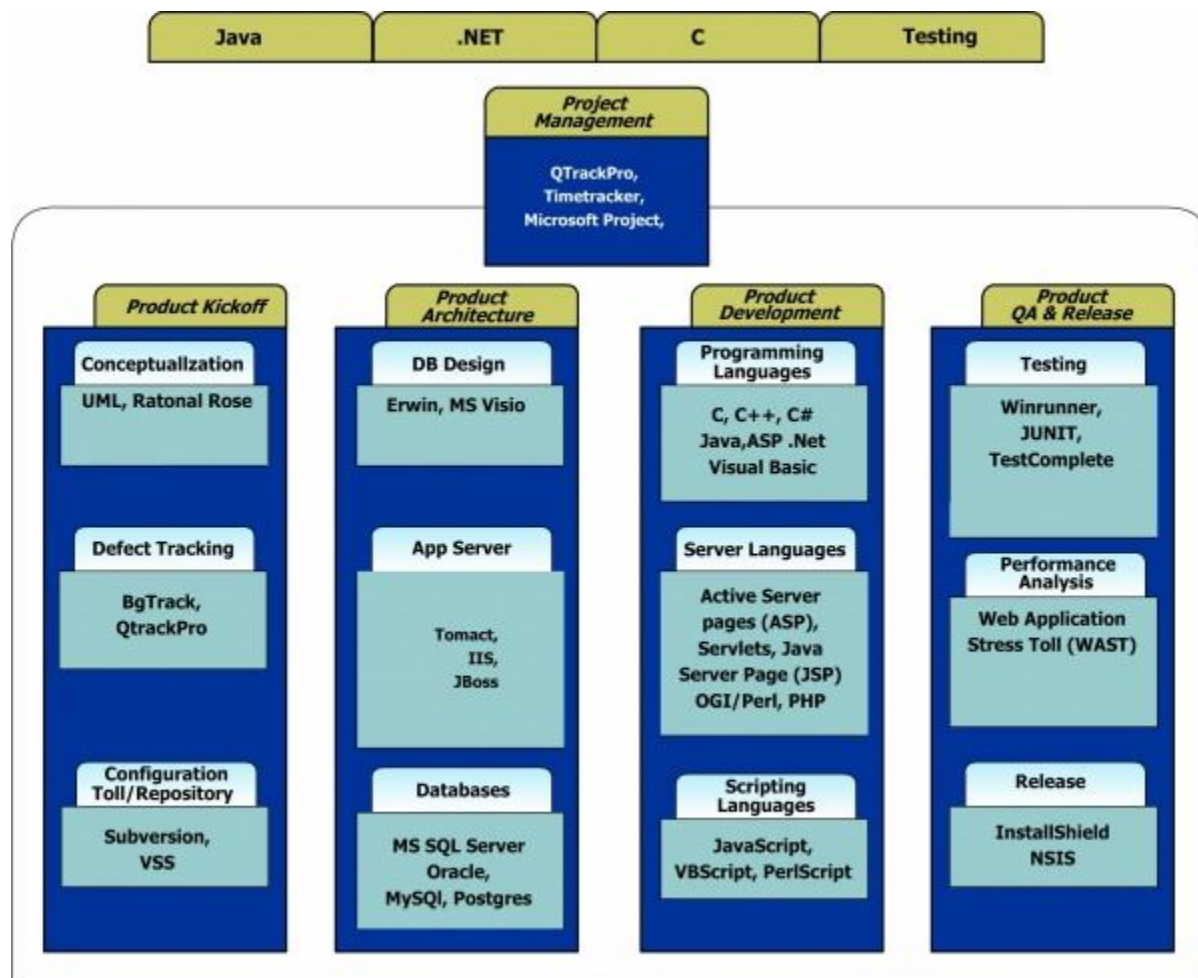 Java
.NET
C
Testing
Project
Management
QTrackPro,
Timetracker,
Microsoft Project,
Product Kickoff
Conceptuallzation
UML, Ratonal Rose
Defect Tracking
BgTrack,
QtrackPro
Configuration
Toll/Repository
Subversion,
VSS
Product
Architecture
DB Design
Erwin, MS Visio
App Server
Tomact,
IIS,
JBoss
Databases
MS SQL Server
Oracle,
MySQl, Postgres
Product
Development
Programming
Languages
C, C++, C#
Java,ASP .Net
Visual Basic
Server Languages
Active Server
pages (ASP),
Servlets, Java
Server Page (JSP)
OGI/Perl, PHP
Scripting
Languages
JavaScript,
VBScript, PerlScript
Product
QA & Release
Testing
Winrunner,
JUNIT,
TestComplete
Performance
Analysis
Web Application
Stress Toll (WAST)
Release
InstallShield
NSIS